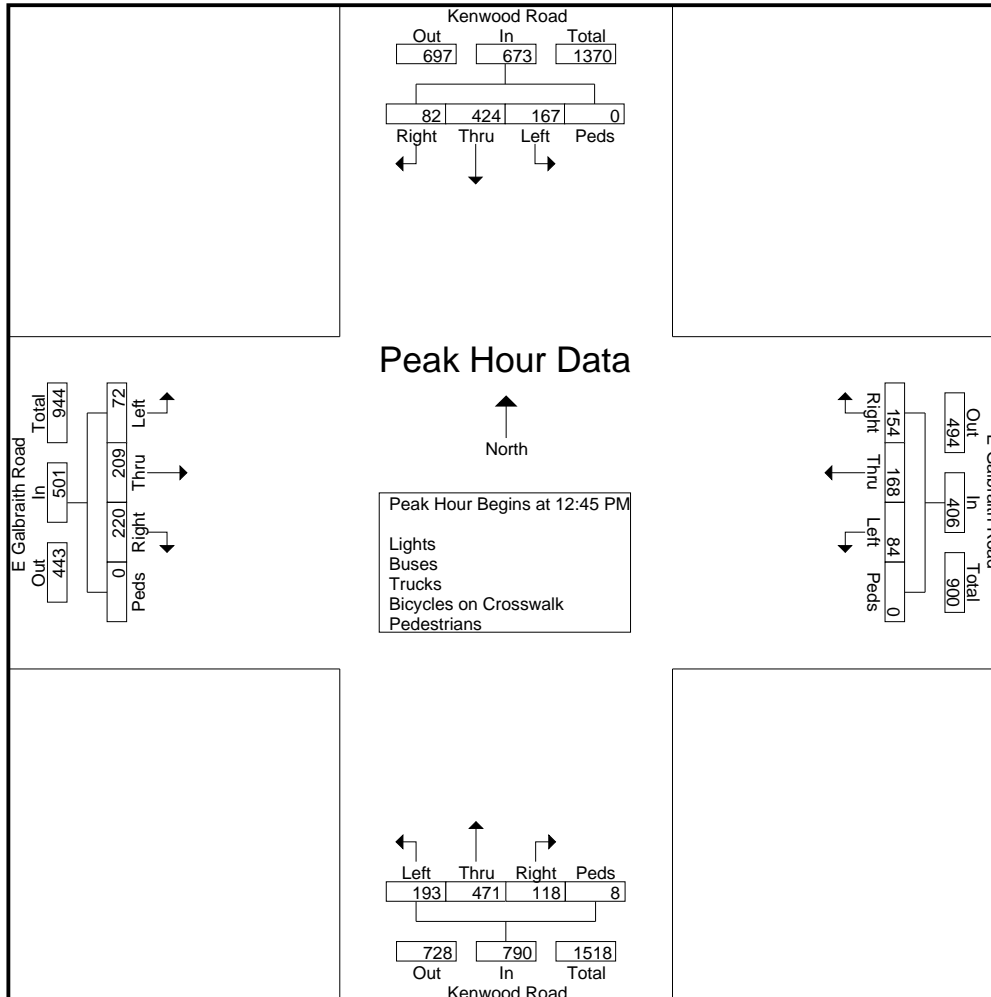 Kenwood Road
Out In Total
697 673 1370
82 424 167 0
Right Thru Left Peds
Peak Hour Data
North
Peak Hour Begins at 12:45 PM
Lights
Buses
Trucks
Bicycles on Crosswalk
Pedestrians
E Galbraith Road
Out In Total
443 501 944
0 220 209 72
Peds Right Thru Left
E Galbraith Road
Out In Total
494 406 900
154 168 84 0
Right Thru Left Peds
Left Thru Right Peds
193 471 118 8
728 790 1518
Out In Total
Kenwood Road